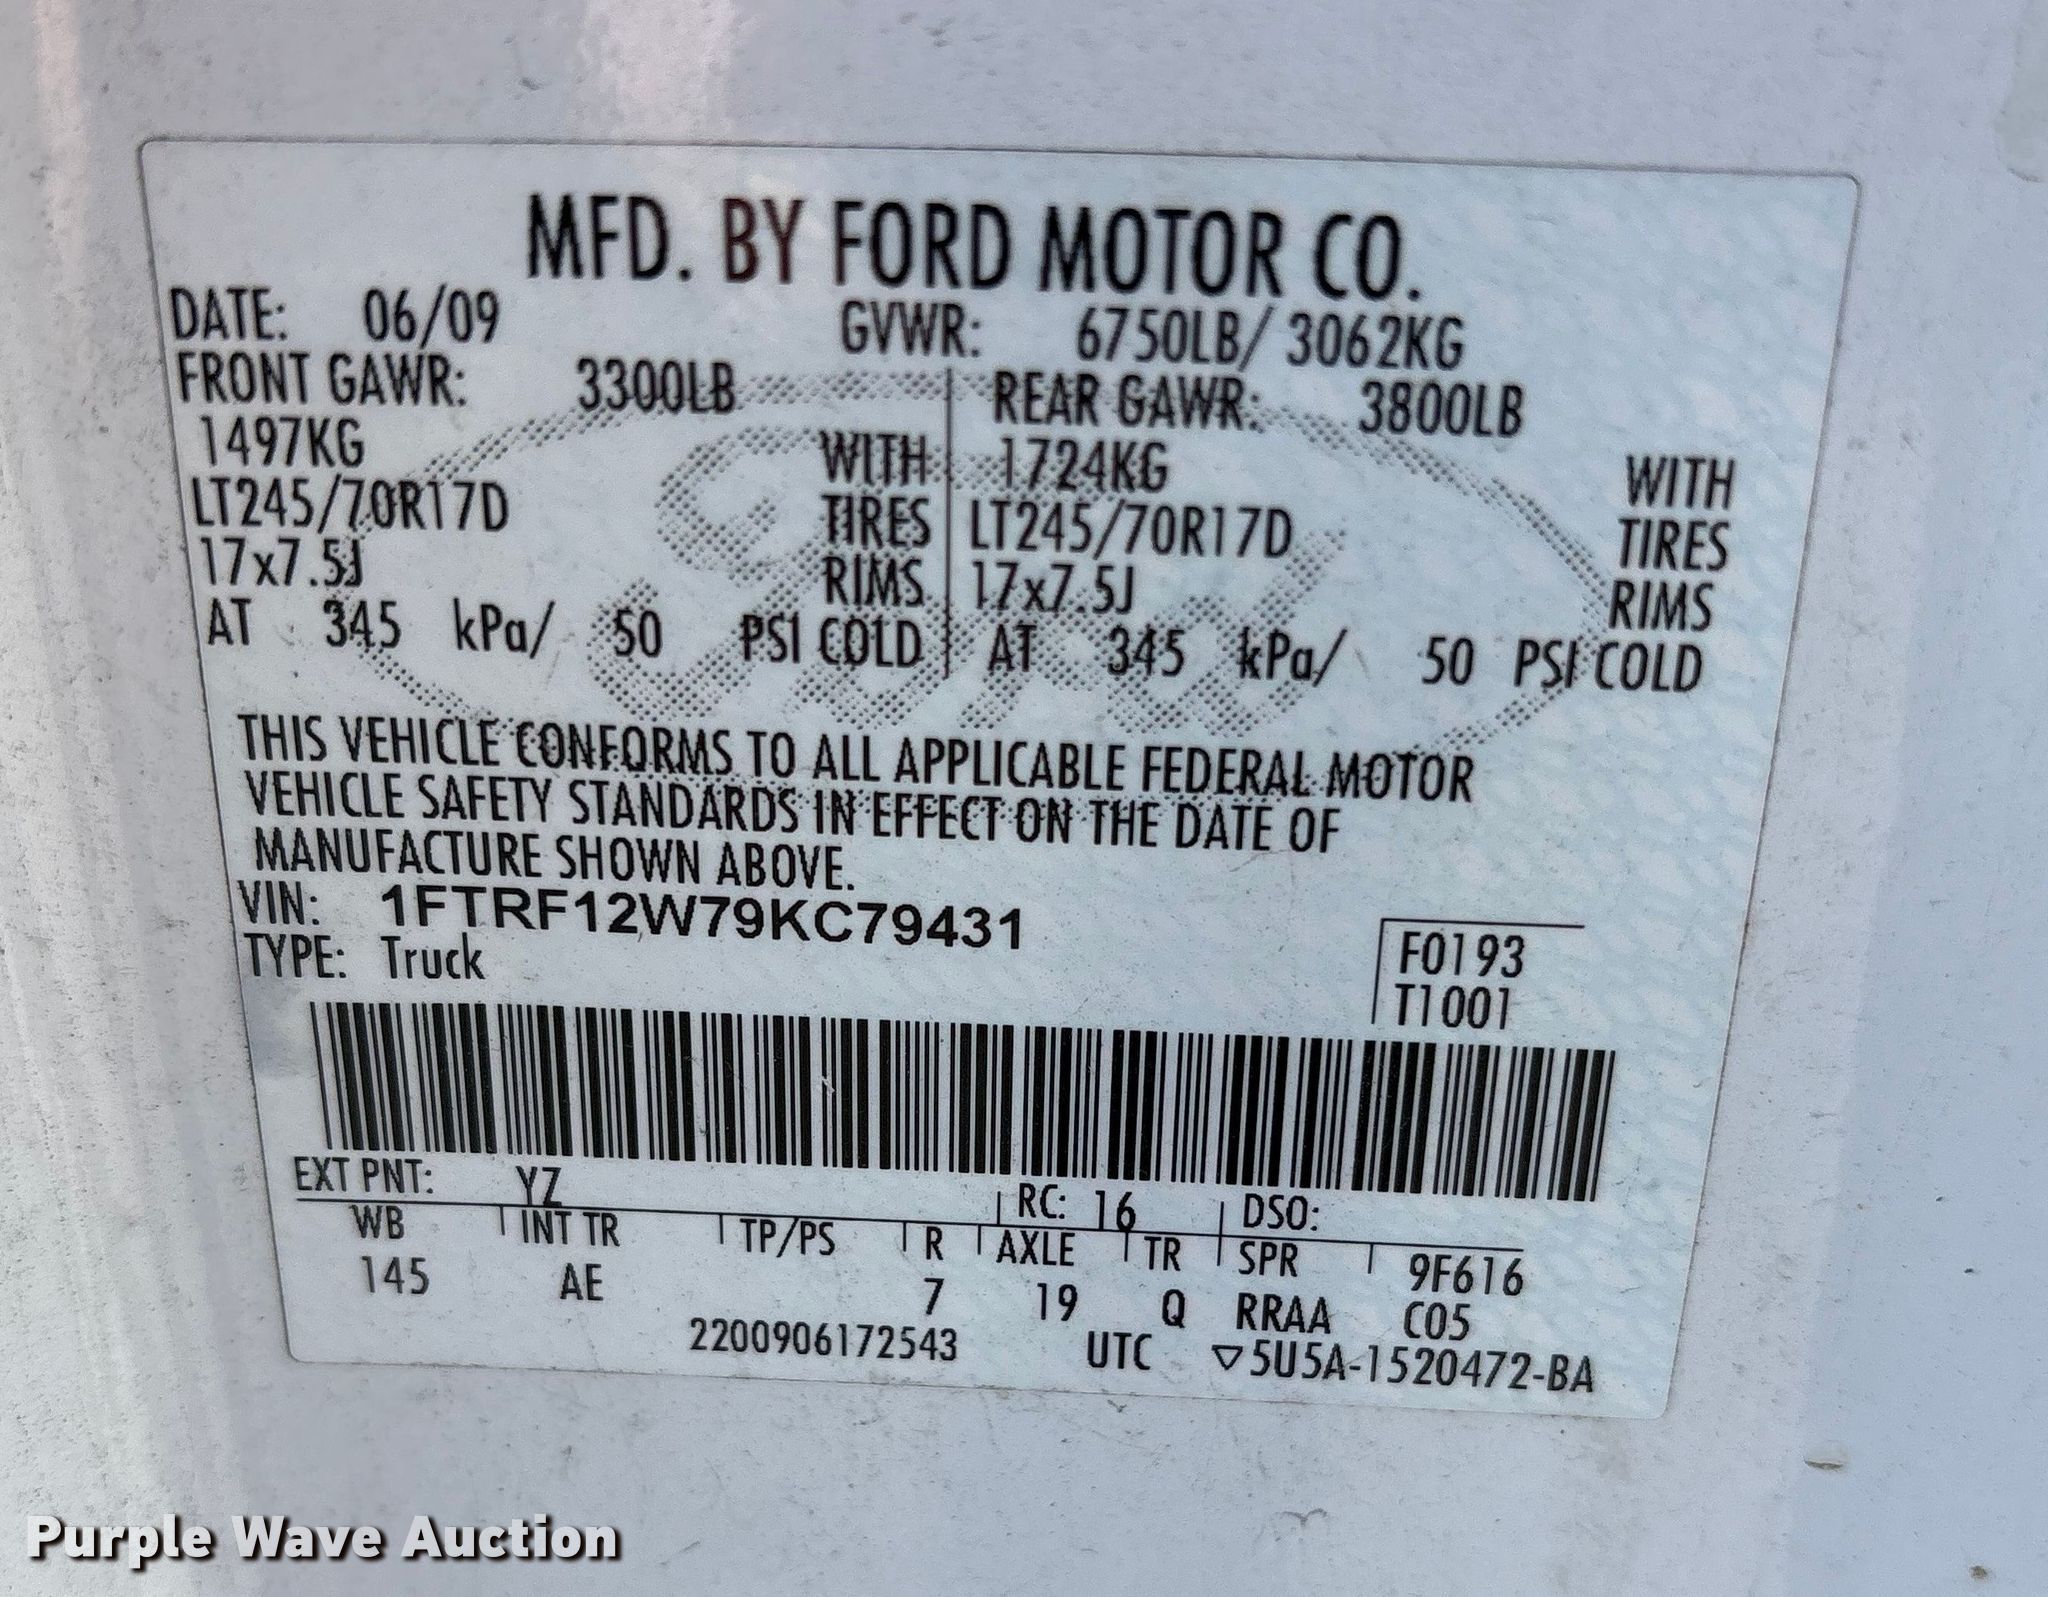 MFD. BY FORD MOTOR CO.
DATE: 06/09 GVWR: 6750LB/ 3062KG
FRONT GAWR: 3300LB REAR GAWR: 3800LB
1497KG WITH 1724KG WITH
LT245/70R17D TIRES LT245/70R17D TIRES
17x7.5J RIMS 17x7.5J RIMS
AT 345 kPa/ 50 PSI COLD AT 345 kPa/ 50 PSI COLD
THIS VEHICLE CONFORMS TO ALL APPLICABLE FEDERAL MOTOR
VEHICLE SAFETY STANDARDS IN EFFECT ON THE DATE OF
MANUFACTURE SHOWN ABOVE.
VIN: 1FTRF12W79KC79431
TYPE: Truck
F0193
T1001
EXT PNT: YZ RC: 16 DSO:
WB INT TR TP/PS R AXLE TR SPR 9F616
145 AE 7 19 Q RRAA C05
2200906172543 UTC ▽5U5A-1520472-BA
Ford
Purple Wave Auction